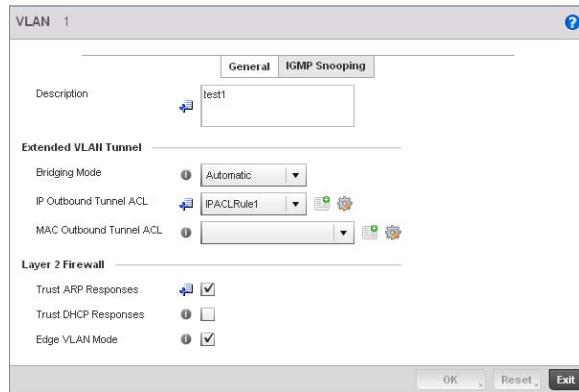 VLAN 1
?
General IGMP Snooping
Description test1
Extended VLAN Tunnel
Bridging Mode i Automatic
IP Outbound Tunnel ACL IPACLRule1
MAC Outbound Tunnel ACL i
Layer 2 Firewall
Trust ARP Responses
Trust DHCP Responses i
Edge VLAN Mode i
OK Reset Exit